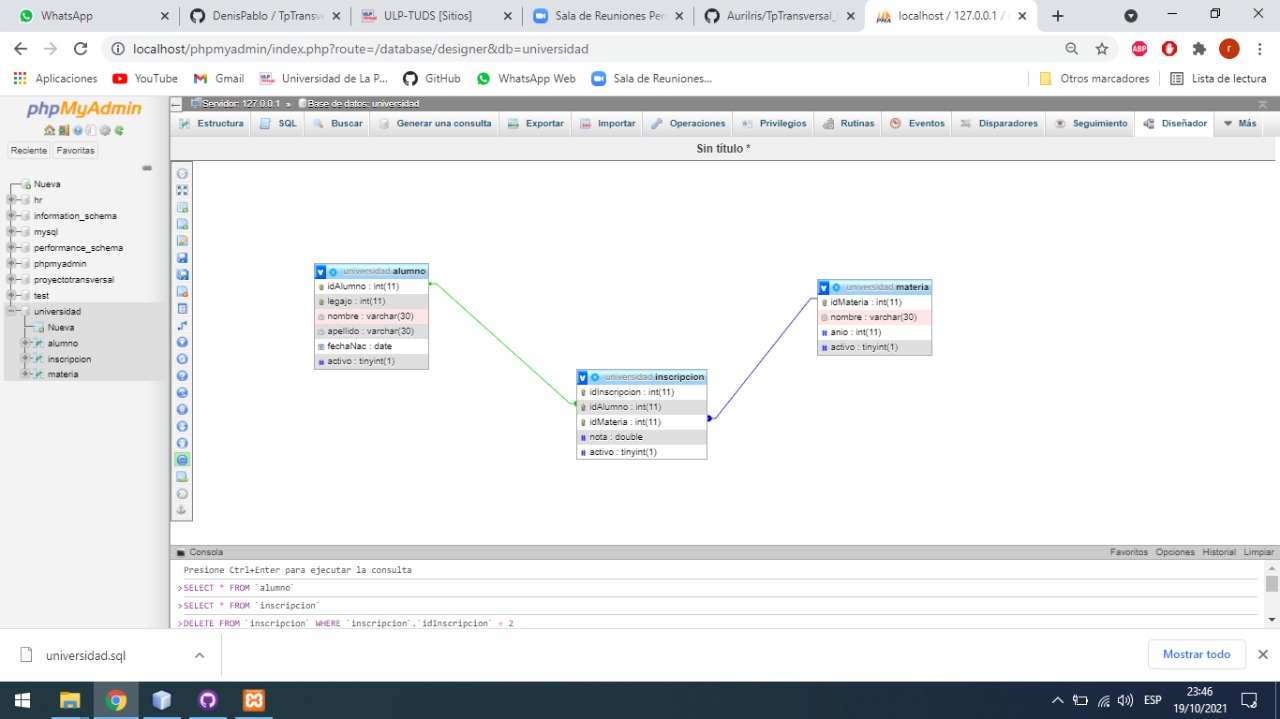 WhatsApp
DenisPablo / TpTransv
ULP-TUDS [Sitios]
Sala de Reuniones Per
AuriIris/TpTransversal_
localhost / 127.0.0.1 /
localhost/phpmyadmin/index.php?route=/database/designer&db=universidad
ABP
r
Aplicaciones
YouTube
Gmail
Universidad de La P...
GitHub
WhatsApp Web
Sala de Reuniones...
Otros marcadores
Lista de lectura
phpMyAdmin
Reciente
Favoritas
Nueva
hr
information_schema
mysql
performance_schema
phpmyadmin
proyectotransversal
test
universidad
Nueva
alumno
inscripcion
materia
Servidor: 127.0.0.1 » Base de datos: universidad
Estructura
SQL
Buscar
Generar una consulta
Exportar
Importar
Operaciones
Privilegios
Rutinas
Eventos
Disparadores
Seguimiento
Diseñador
Más
Sin título *
universidad alumno
idAlumno : int(11)
legajo : int(11)
nombre : varchar(30)
apellido : varchar(30)
fechaNac : date
activo : tinyint(1)
universidad materia
idMateria : int(11)
nombre : varchar(30)
anio : int(11)
activo : tinyint(1)
universidad inscripcion
idInscripcion : int(11)
idAlumno : int(11)
idMateria : int(11)
nota : double
activo : tinyint(1)
Consola
Favoritos
Opciones
Historial
Limpiar
Presione Ctrl+Enter para ejecutar la consulta
>SELECT * FROM `alumno`
>SELECT * FROM `inscripcion`
>DELETE FROM `inscripcion` WHERE `inscripcion`.`idInscripcion` = 2
universidad.sql
Mostrar todo
ESP
23:46
19/10/2021